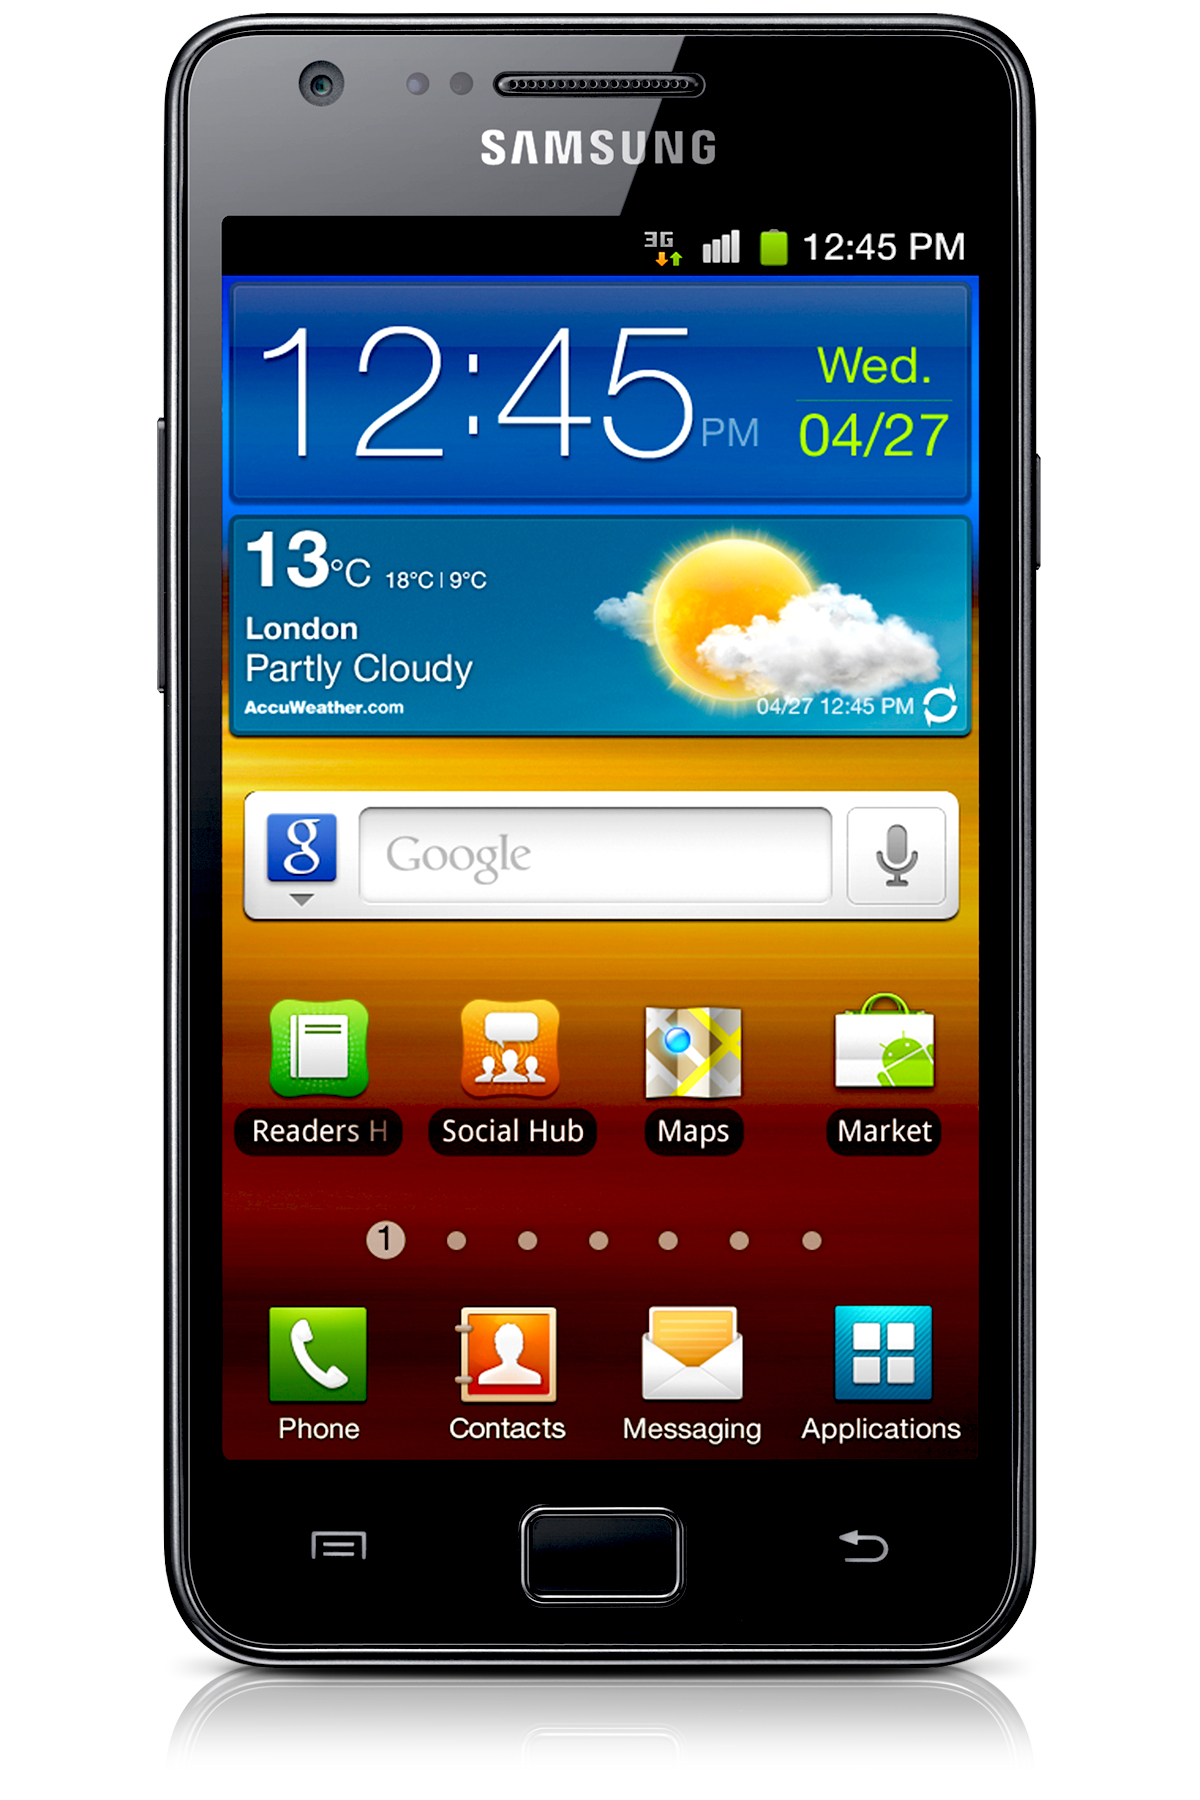 SAMSUNG
3G 12:45 PM
12:45 PM
Wed.
04/27
13°C 18°C | 9°C
London
Partly Cloudy
AccuWeather.com
04/27 12:45 PM
g Google
Readers H Social Hub Maps Market
1
Phone Contacts Messaging Applications